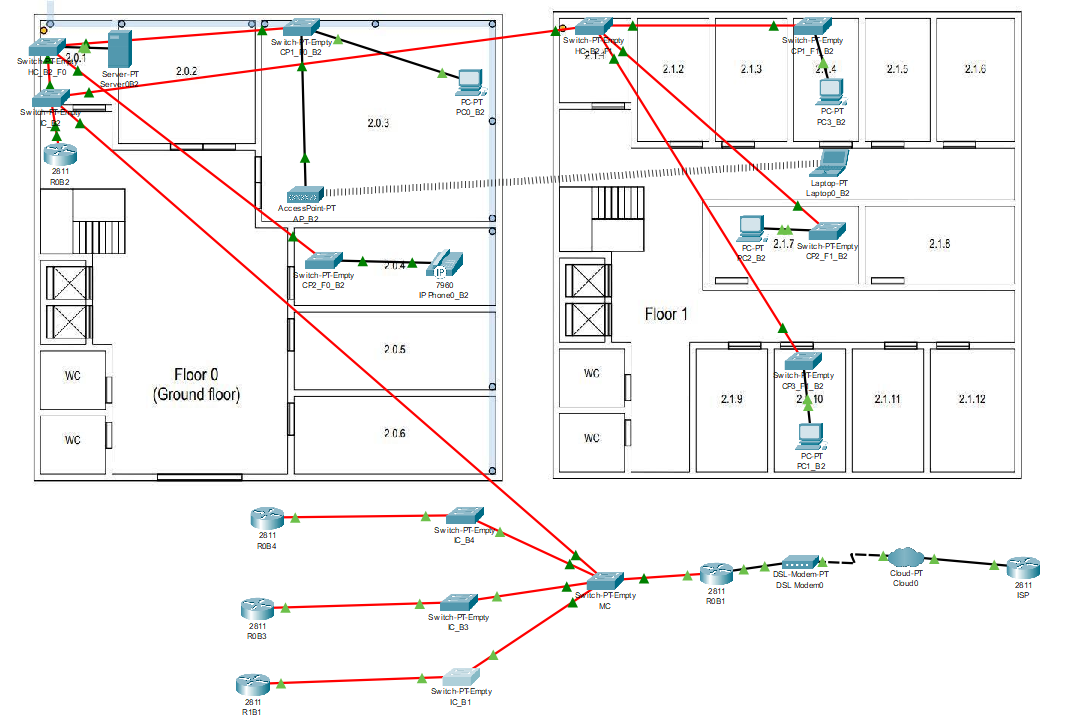 Switch-PT-Empty
HC_B2_F0
2.0.1
Server-PT
Server0B2
Switch-PT-Empty
IC_B2
2811
R0B2
2.0.2
Switch-PT-Empty
CP1_F0_B2
PC-PT
PC0_B2
2.0.3
AccessPoint-PT
AP_B2
Switch-PT-Empty
CP2_F0_B2
2.0.4
7960
IP Phone0_B2
IP
2.0.5
2.0.6
WC
WC
Floor 0
(Ground floor)
Switch-PT-Empty
HC_B2_F1
2.1.1
2.1.2
2.1.3
Switch-PT-Empty
CP1_F1_B2
PC-PT
PC3_B2
2.1.5
2.1.6
Laptop-PT
Laptop0_B2
PC-PT
PC2_B2
2.1.7
Switch-PT-Empty
CP2_F1_B2
2.1.8
Floor 1
WC
WC
Switch-PT-Empty
CP3_F1_B2
2.1.9
2.1.10
PC-PT
PC1_B2
2.1.11
2.1.12
2811
R0B4
Switch-PT-Empty
IC_B4
2811
R0B3
Switch-PT-Empty
IC_B3
2811
R1B1
Switch-PT-Empty
IC_B1
Switch-PT-Empty
MC
2811
R0B1
DSL-Modem-PT
DSL Modem0
Cloud-PT
Cloud0
2811
ISP